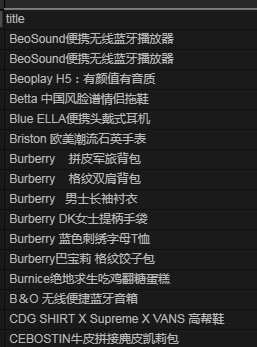 title
BeoSound便携无线蓝牙播放器
BeoSound便携无线蓝牙播放器
Beoplay H5：有颜值有音质
Betta 中国风脸谱情侣拖鞋
Blue ELLA便携头戴式耳机
Briston 欧美潮流石英手表
Burberry　拼皮军旅背包
Burberry　格纹双肩背包
Burberry　男士长袖衬衣
Burberry DK女士提柄手袋
Burberry 蓝色刺绣字母T恤
Burberry巴宝莉 格纹饺子包
Burnice绝地求生吃鸡翻糖蛋糕
B＆O 无线便捷蓝牙音箱
CDG SHIRT X Supreme X VANS 高帮鞋
CEBOSTIN牛皮拼接麂皮凯莉包